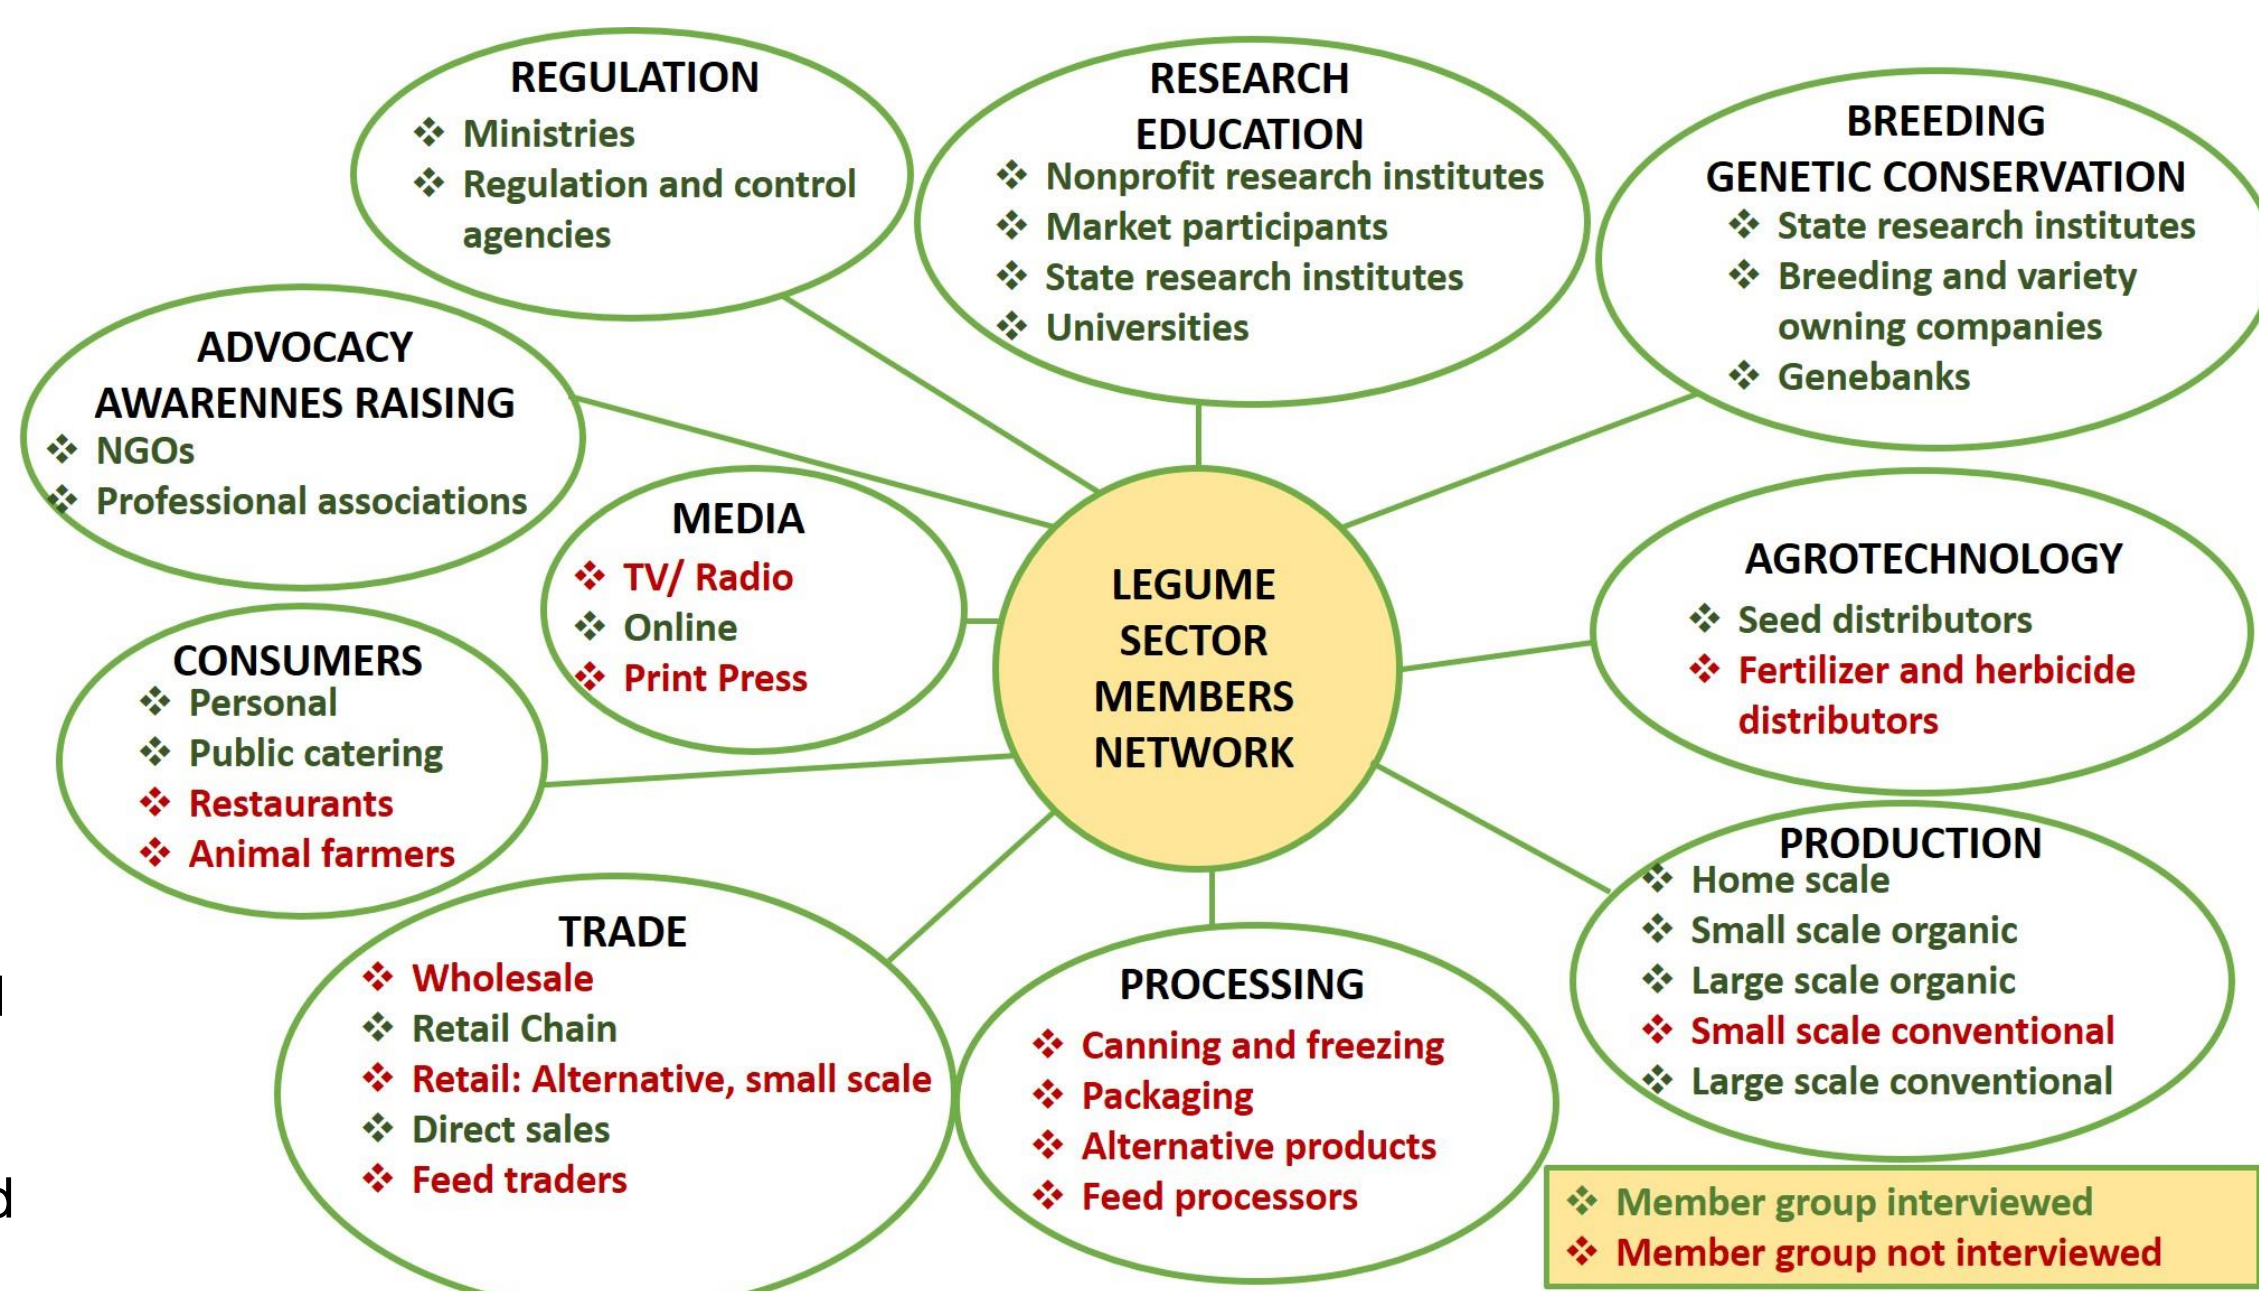 REGULATION
❖ Ministries
❖ Regulation and control
agencies
RESEARCH
EDUCATION
❖ Nonprofit research institutes
❖ Market participants
❖ State research institutes
❖ Universities
BREEDING
GENETIC CONSERVATION
❖ State research institutes
❖ Breeding and variety
owning companies
❖ Genebanks
ADVOCACY
AWARENNES RAISING
❖ NGOs
❖ Professional associations
MEDIA
❖ TV/ Radio
❖ Online
❖ Print Press
LEGUME
SECTOR
MEMBERS
NETWORK
AGROTECHNOLOGY
❖ Seed distributors
❖ Fertilizer and herbicide
distributors
CONSUMERS
❖ Personal
❖ Public catering
❖ Restaurants
❖ Animal farmers
PRODUCTION
❖ Home scale
❖ Small scale organic
❖ Large scale organic
❖ Small scale conventional
❖ Large scale conventional
TRADE
❖ Wholesale
❖ Retail Chain
❖ Retail: Alternative, small scale
❖ Direct sales
❖ Feed traders
PROCESSING
❖ Canning and freezing
❖ Packaging
❖ Alternative products
❖ Feed processors
❖ Member group interviewed
❖ Member group not interviewed